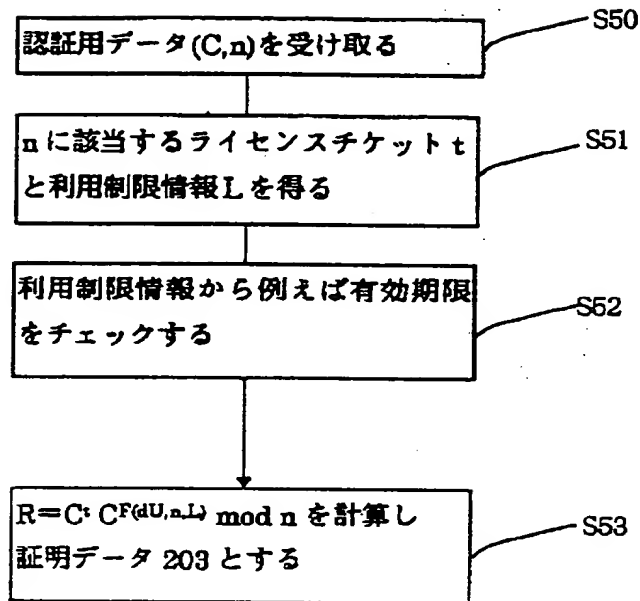 認証用データ(C,n)を受け取る
S50
nに該当するライセンスチケットt
と利用制限情報Lを得る
S51
利用制限情報から例えば有効期限
をチェックする
S52
R=Cᵗ C^F(dU,n,L) mod n を計算し
証明データ 203 とする
S53